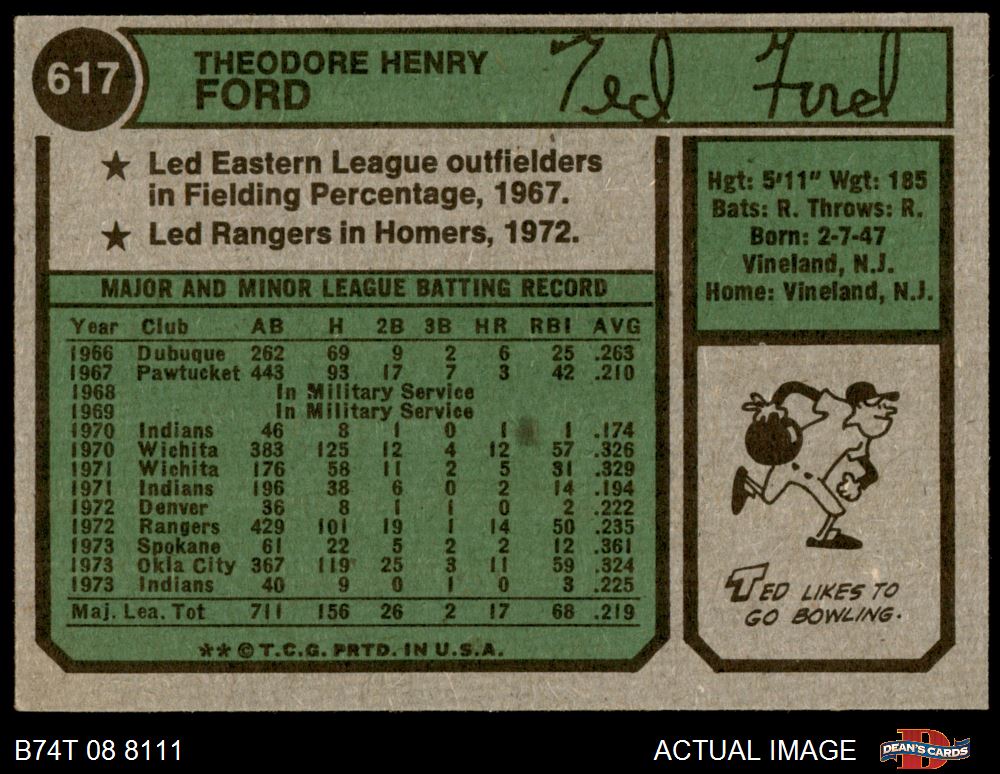 617
THEODORE HENRY
FORD
Ted Ford
★ Led Eastern League outfielders
in Fielding Percentage, 1967.
★ Led Rangers in Homers, 1972.
Hgt: 5'11" Wgt: 185
Bats: R. Throws: R.
Born: 2-7-47
Vineland, N.J.
Home: Vineland, N.J.
MAJOR AND MINOR LEAGUE BATTING RECORD
Year Club AB H 2B 3B HR RBI AVG
1966 Dubuque 262 69 9 2 6 25 .263
1967 Pawtucket 443 93 17 7 3 42 .210
1968 In Military Service
1969 In Military Service
1970 Indians 46 8 1 0 1 1 .174
1970 Wichita 383 125 12 4 12 57 .326
1971 Wichita 176 58 11 2 5 31 .329
1971 Indians 196 38 6 0 2 14 .194
1972 Denver 36 8 1 1 0 2 .222
1972 Rangers 429 101 19 1 14 50 .235
1973 Spokane 61 22 5 2 2 12 .361
1973 Okla City 367 119 25 3 11 59 .324
1973 Indians 40 9 0 1 0 3 .225
Maj. Lea. Tot 711 156 26 2 17 68 .219
**©T.C.G. PRTD. IN U.S.A.
TED LIKES TO
GO BOWLING.
B74T 08 8111
ACTUAL IMAGE
DEAN'S CARDS